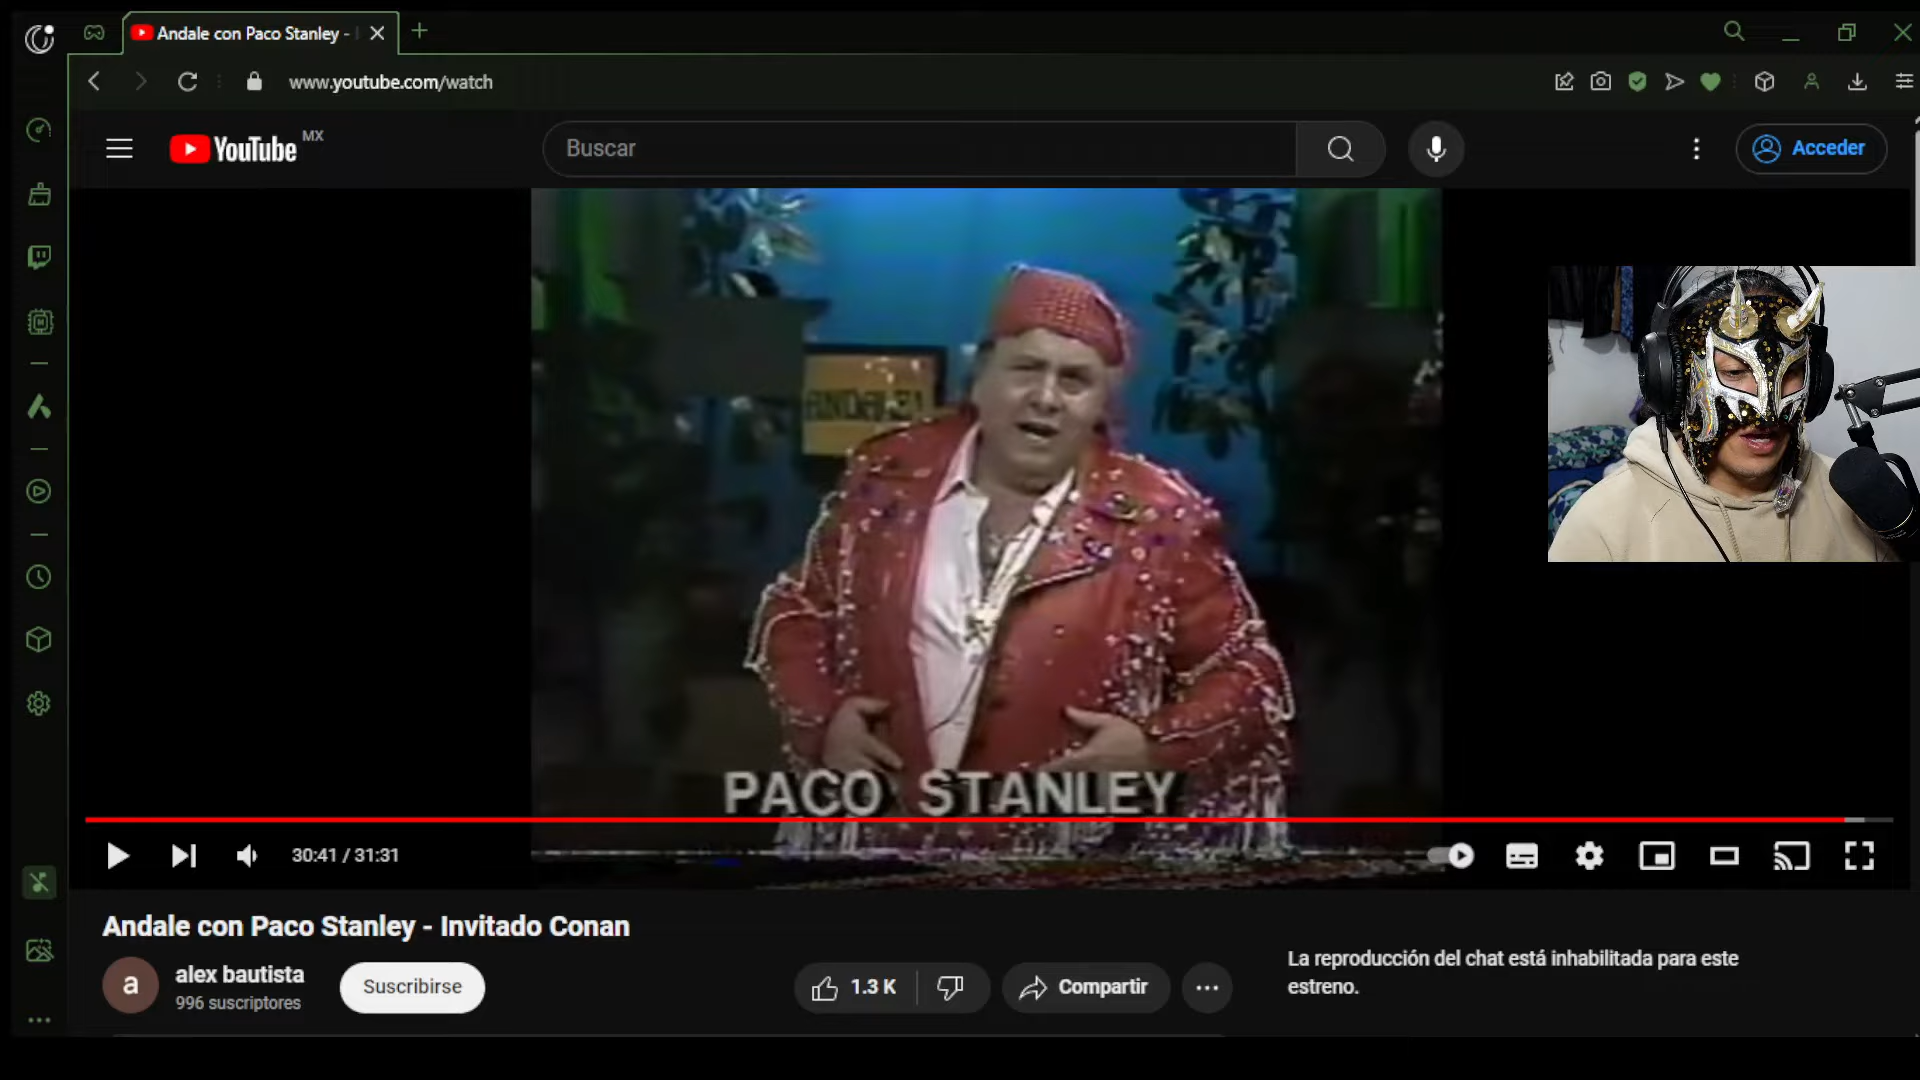 Andale con Paco Stanley -
www.youtube.com/watch
YouTube MX
Buscar
Acceder
ANDALE!
PACO STANLEY
30:41 / 31:31
Andale con Paco Stanley - Invitado Conan
a
alex bautista
996 suscriptores
Suscribirse
1.3 K
Compartir
La reproducción del chat está inhabilitada para este
estreno.